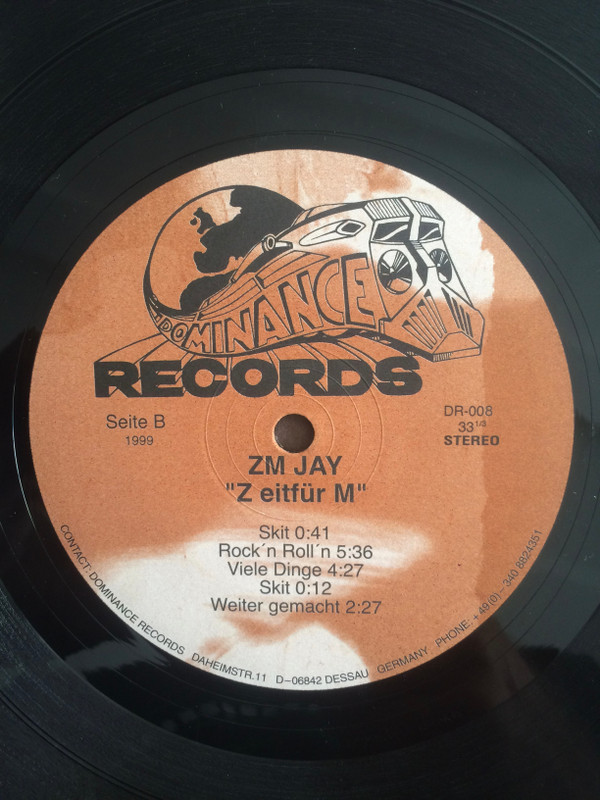 DOMINANCE
RECORDS
Seite B
1999
DR-008
33 1/3
STEREO
ZM JAY
"Z eitfür M"
Skit 0:41
Rock´n Roll´n 5:36
Viele Dinge 4:27
Skit 0:12
Weiter gemacht 2:27
CONTACT: DOMINANCE RECORDS DAHEIMSTR.11 D-06842 DESSAU GERMANY PHONE: +49(0)-340 8824351